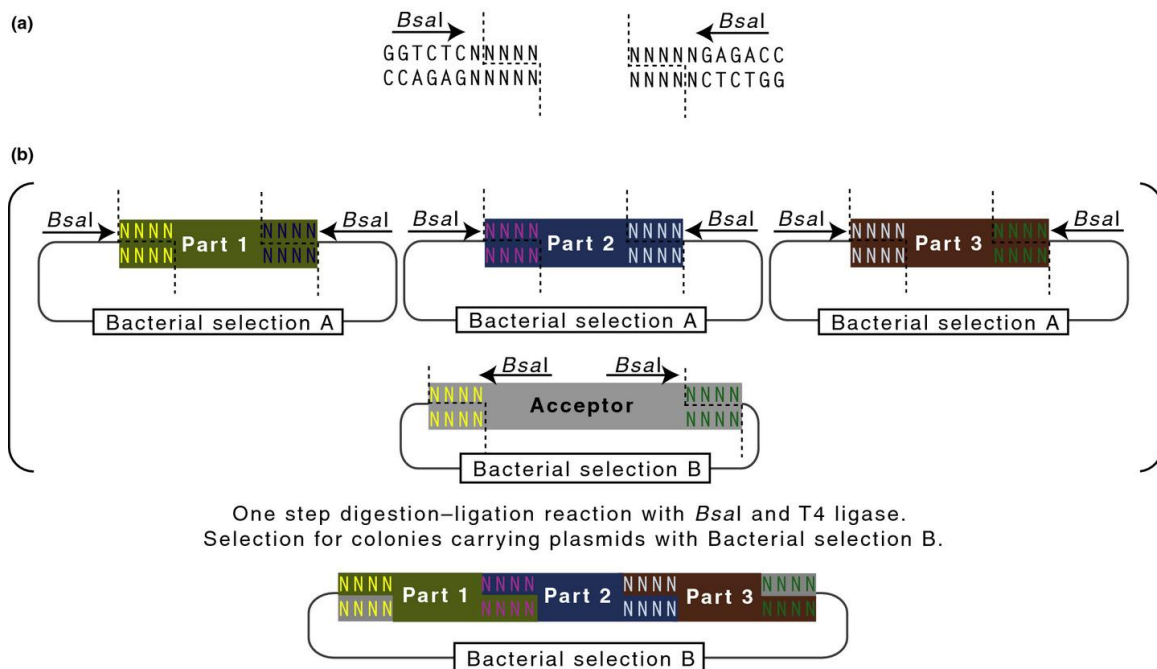 (a)
BsaI BsaI
GGTCTCNNNNN NNNNNGAGACC
CCAGAGNNNNN NNNNNCTCTGG
(b)
BsaI BsaI BsaI BsaI BsaI BsaI
NNNN NNNN NNNN NNNN NNNN NNNN
Part 1 Part 2 Part 3
NNNN NNNN NNNN NNNN NNNN NNNN
Bacterial selection A Bacterial selection A Bacterial selection A
BsaI BsaI
NNNN NNNN
Acceptor
NNNN NNNN
Bacterial selection B
One step digestion–ligation reaction with BsaI and T4 ligase.
Selection for colonies carrying plasmids with Bacterial selection B.
NNNN NNNN NNNN NNNN
Part 1 Part 2 Part 3
NNNN NNNN NNNN NNNN
Bacterial selection B